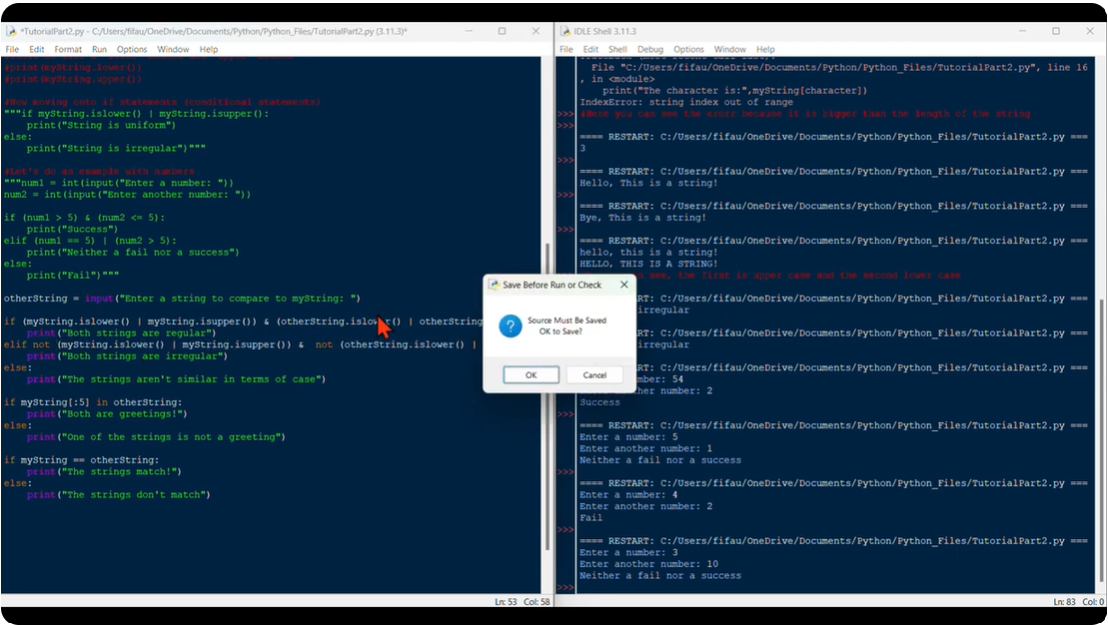 *TutorialPart2.py - C:/Users/fifau/OneDrive/Documents/Python/Python_Files/TutorialPart2.py (3.11.3)*
File Edit Format Run Options Window Help
#print(myString.lower())
#print(myString.upper())
#Now moving onto if statements (conditional statements)
"""if myString.islower() | myString.isupper():
print("String is uniform")
else:
print("String is irregular")"""
#Let's do an example with numbers
"""num1 = int(input("Enter a number: "))
num2 = int(input("Enter another number: "))
if (num1 > 5) & (num2 <= 5):
print("Success")
elif (num1 == 5) | (num2 > 5):
print("Neither a fail nor a success")
else:
print("Fail")"""
otherString = input("Enter a string to compare to myString: ")
if (myString.islower() | myString.isupper()) & (otherString.islower() | otherString
print("Both strings are regular")
elif not (myString.islower() | myString.isupper()) & not (otherString.islower() |
print("Both strings are irregular")
else:
print("The strings aren't similar in terms of case")
if myString[:5] in otherString:
print("Both are greetings!")
else:
print("One of the strings is not a greeting")
if myString == otherString:
print("The strings match!")
else:
print("The strings don't match")
Ln: 53 Col: 58
Save Before Run or Check
Source Must Be Saved
OK to Save?
OK Cancel
IDLE Shell 3.11.3
File Edit Shell Debug Options Window Help
File "C:/Users/fifau/OneDrive/Documents/Python/Python_Files/TutorialPart2.py", line 16
, in <module>
print("The character is:",myString[character])
IndexError: string index out of range
>>> #Here you can see the error because it is bigger than the length of the string
>>>
==== RESTART: C:/Users/fifau/OneDrive/Documents/Python/Python_Files/TutorialPart2.py ===
3
>>>
==== RESTART: C:/Users/fifau/OneDrive/Documents/Python/Python_Files/TutorialPart2.py ===
Hello, This is a string!
>>>
==== RESTART: C:/Users/fifau/OneDrive/Documents/Python/Python_Files/TutorialPart2.py ===
Bye, This is a string!
>>>
==== RESTART: C:/Users/fifau/OneDrive/Documents/Python/Python_Files/TutorialPart2.py ===
hello, this is a string!
HELLO, THIS IS A STRING!
see, the first is upper case and the second lower case
RT: C:/Users/fifau/OneDrive/Documents/Python/Python_Files/TutorialPart2.py ===
irregular
RT: C:/Users/fifau/OneDrive/Documents/Python/Python_Files/TutorialPart2.py ===
irregular
RT: C:/Users/fifau/OneDrive/Documents/Python/Python_Files/TutorialPart2.py ===
mber: 54
number: 2
Success
>>>
==== RESTART: C:/Users/fifau/OneDrive/Documents/Python/Python_Files/TutorialPart2.py ===
Enter a number: 5
Enter another number: 1
Neither a fail nor a success
>>>
==== RESTART: C:/Users/fifau/OneDrive/Documents/Python/Python_Files/TutorialPart2.py ===
Enter a number: 4
Enter another number: 2
Fail
>>>
==== RESTART: C:/Users/fifau/OneDrive/Documents/Python/Python_Files/TutorialPart2.py ===
Enter a number: 3
Enter another number: 10
Neither a fail nor a success
>>>
Ln: 83 Col: 0